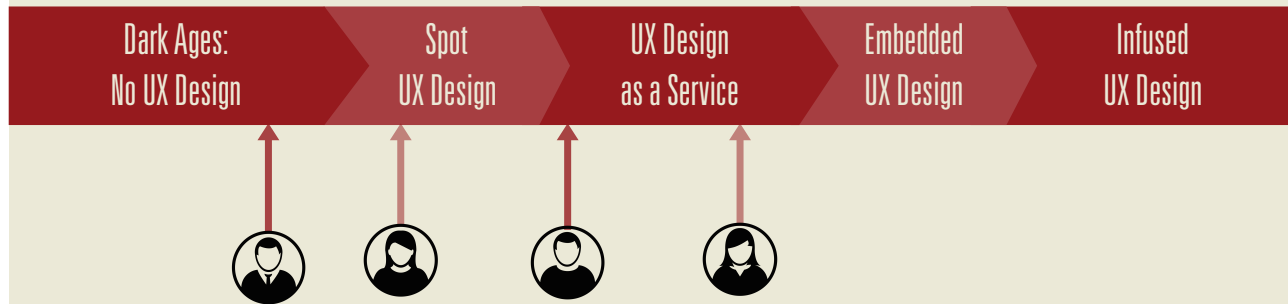 Dark Ages:
No UX Design
Spot
UX Design
UX Design
as a Service
Embedded
UX Design
Infused
UX Design